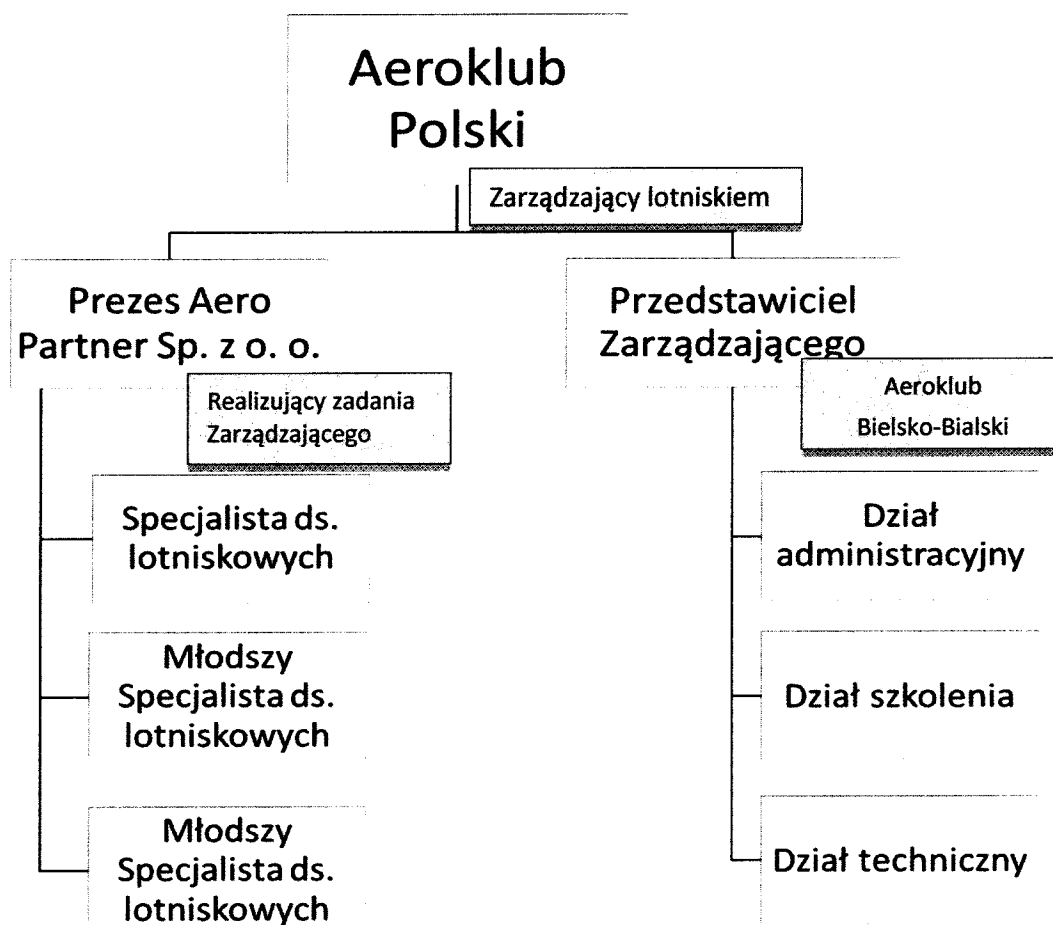 Aeroklub
Polski
Zarządzający lotniskiem
Prezes Aero
Partner Sp. z o. o.
Realizujący zadania
Zarządzającego
Przedstawiciel
Zarządzającego
Aeroklub
Bielsko-Bialski
Specjalista ds.
lotniskowych
Młodszy
Specjalista ds.
lotniskowych
Młodszy
Specjalista ds.
lotniskowych
Dział
administracyjny
Dział szkolenia
Dział techniczny